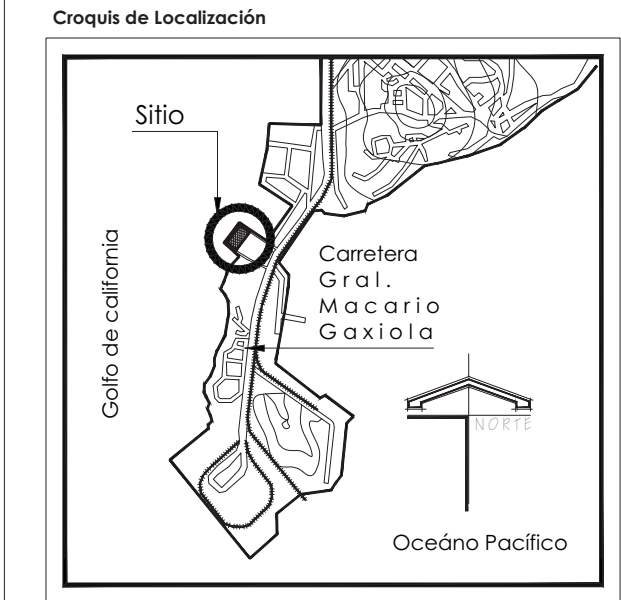 Croquis de Localización
Sitio
Golfo de california
Carretera
Gral.
Macario
Gaxiola
NORTE
Oceáno Pacífico